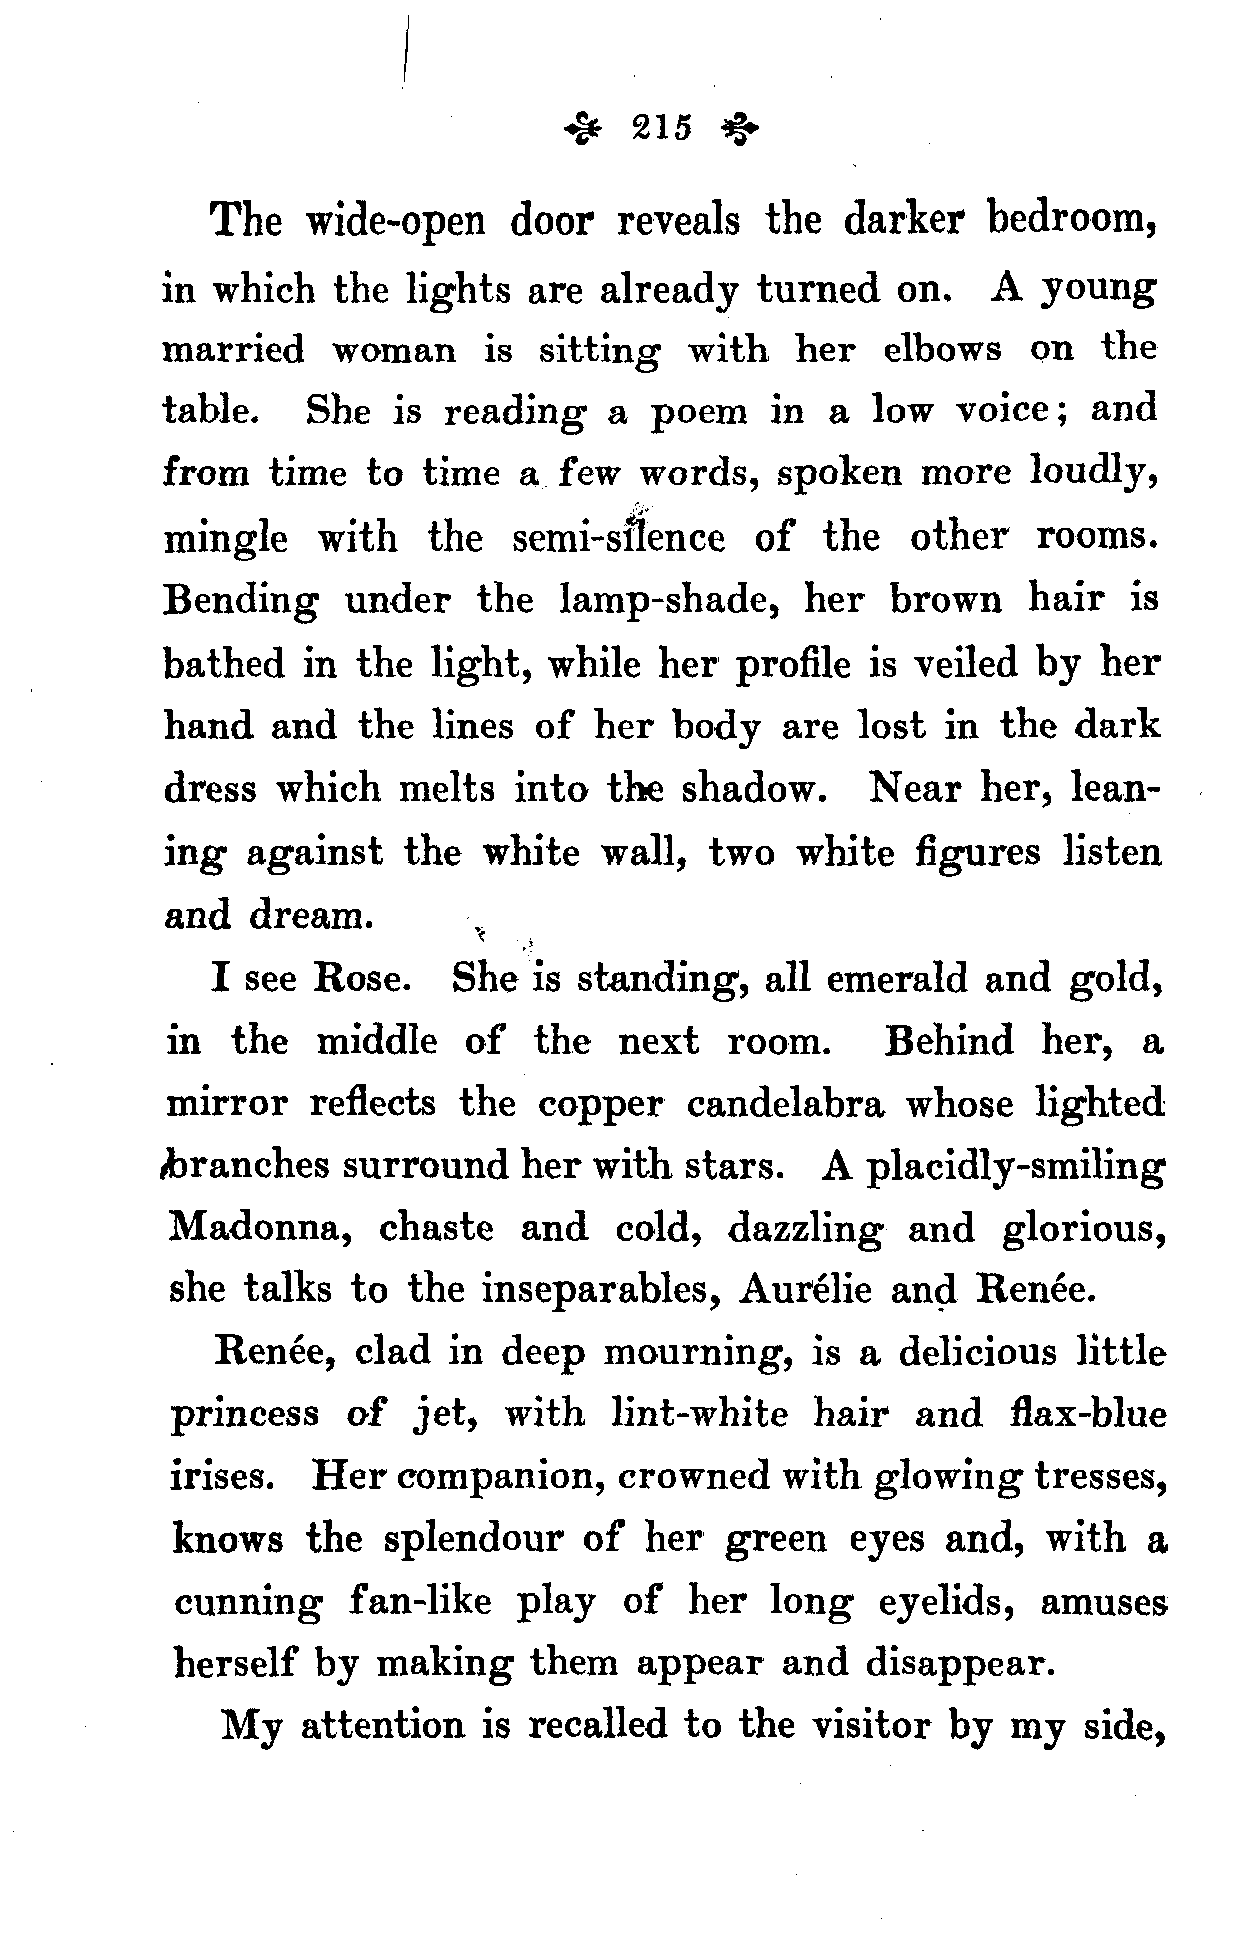 215
The wide-open door reveals the darker bedroom,
in which the lights are already turned on. A young
married woman is sitting with her elbows on the
table. She is reading a poem in a low voice; and
from time to time a few words, spoken more loudly,
mingle with the semi-silence of the other rooms.
Bending under the lamp-shade, her brown hair is
bathed in the light, while her profile is veiled by her
hand and the lines of her body are lost in the dark
dress which melts into the shadow. Near her, lean-
ing against the white wall, two white figures listen
and dream.
I see Rose. She is standing, all emerald and gold,
in the middle of the next room. Behind her, a
mirror reflects the copper candelabra whose lighted
branches surround her with stars. A placidly-smiling
Madonna, chaste and cold, dazzling and glorious,
she talks to the inseparables, Aurélie and Renée.
Renée, clad in deep mourning, is a delicious little
princess of jet, with lint-white hair and flax-blue
irises. Her companion, crowned with glowing tresses,
knows the splendour of her green eyes and, with a
cunning fan-like play of her long eyelids, amuses
herself by making them appear and disappear.
My attention is recalled to the visitor by my side,